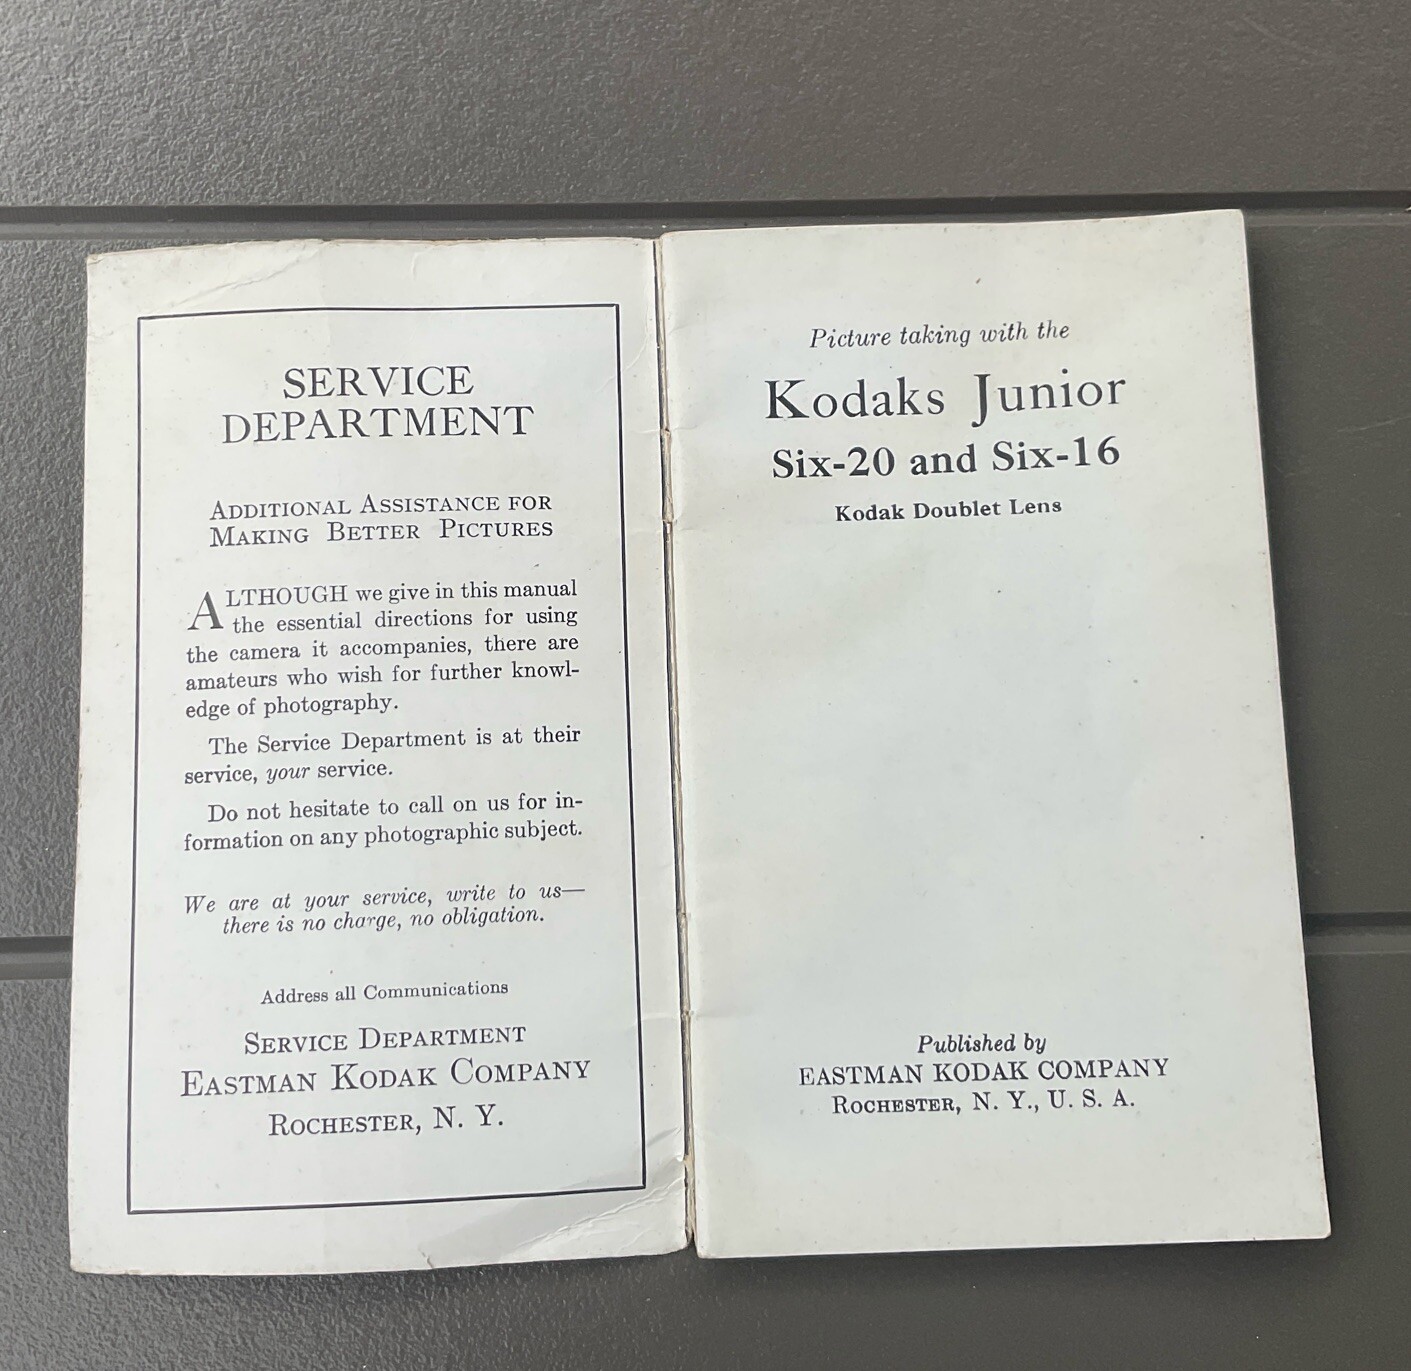 SERVICE
DEPARTMENT
ADDITIONAL ASSISTANCE FOR
MAKING BETTER PICTURES
ALTHOUGH we give in this manual
the essential directions for using
the camera it accompanies, there are
amateurs who wish for further knowl-
edge of photography.
The Service Department is at their
service, your service.
Do not hesitate to call on us for in-
formation on any photographic subject.
We are at your service, write to us—
there is no charge, no obligation.
Address all Communications
SERVICE DEPARTMENT
EASTMAN KODAK COMPANY
ROCHESTER, N. Y.
Picture taking with the
Kodaks Junior
Six-20 and Six-16
Kodak Doublet Lens
Published by
EASTMAN KODAK COMPANY
ROCHESTER, N. Y., U. S. A.